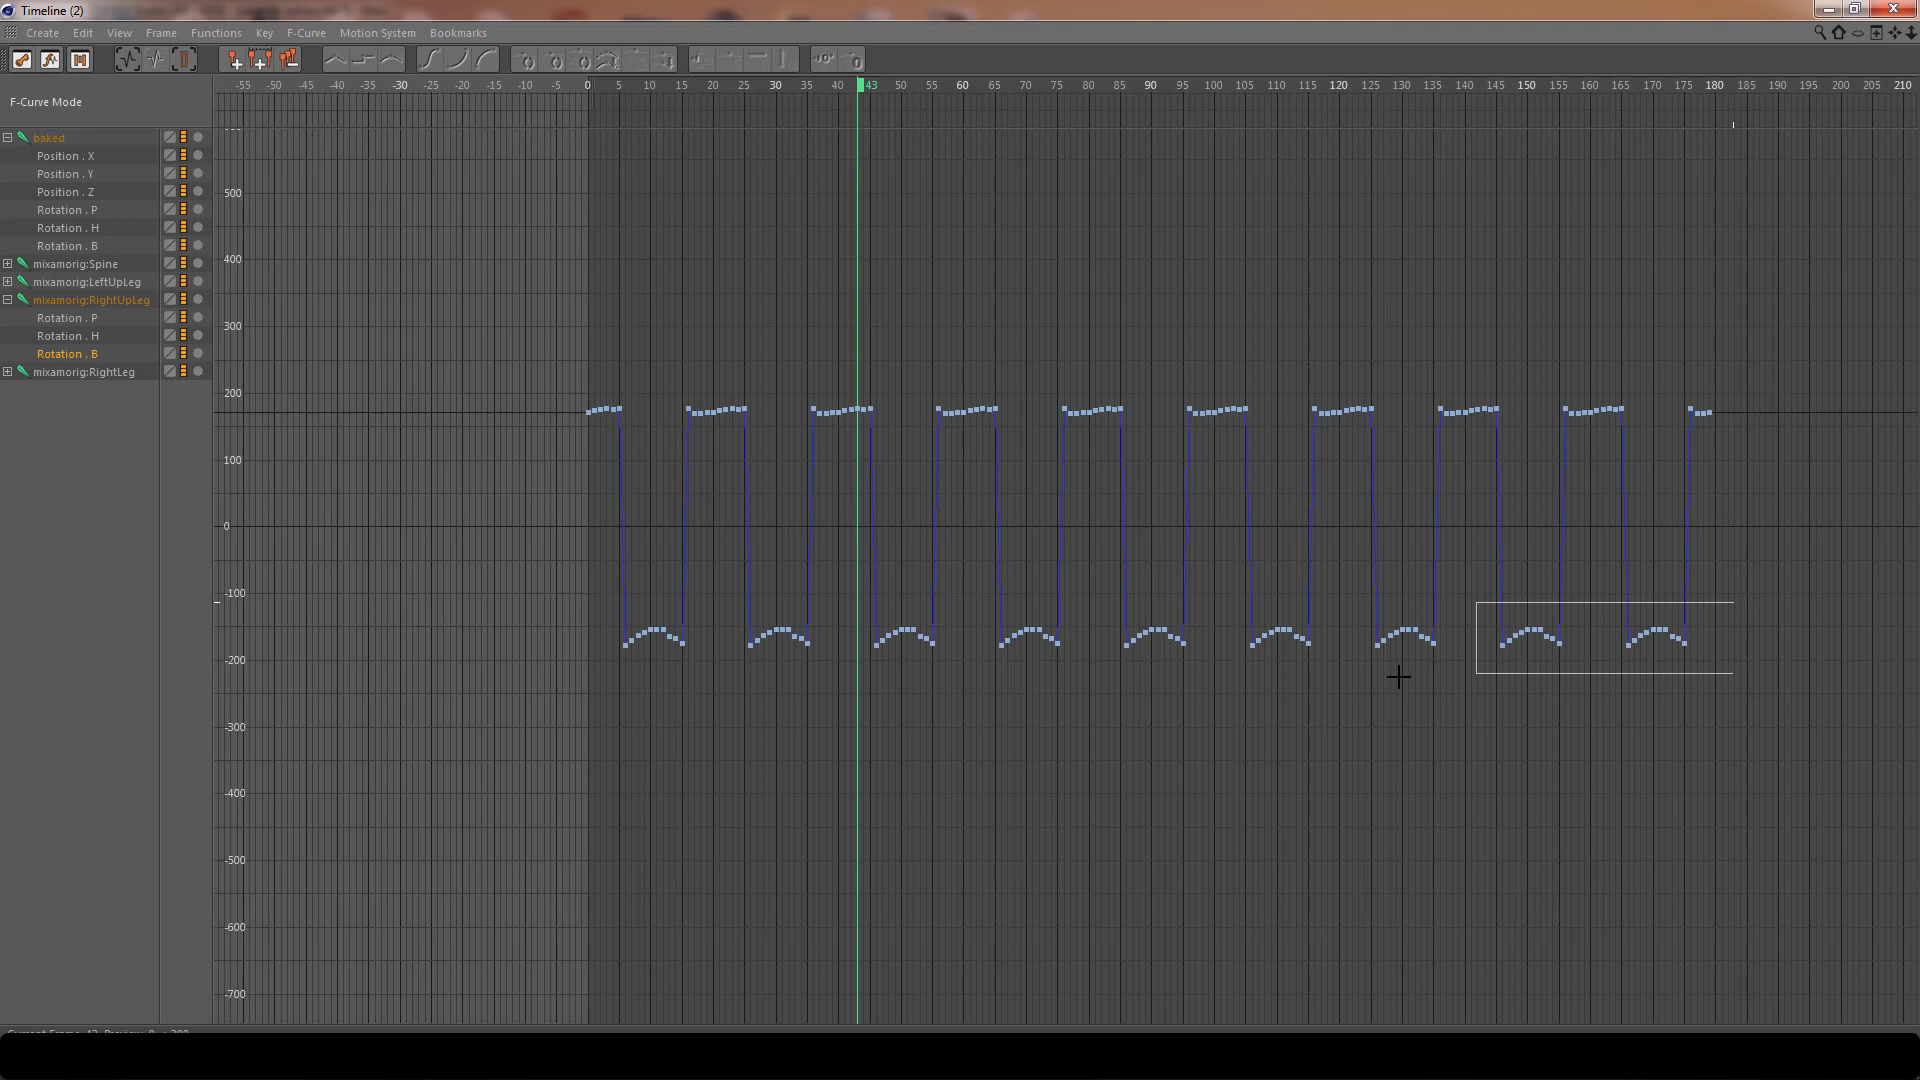 Timeline (2)
Create Edit View Frame Functions Key F-Curve Motion System Bookmarks
F-Curve Mode
-55 -45 -40 -35 -30 -25 -20 -15 -10 -5 0 5 10 15 20 25 30 35 40 43 50 55 60 65 70 75 80 85 90 95 100 105 110 115 120 125 130 135 140 145 150 155 160 165 170 175 180 185 190 195 200 205 210
baked
Position . X
Position . Y
Position . Z
Rotation . P
Rotation . H
Rotation . B
mixamorig:Spine
mixamorig:LeftUpLeg
mixamorig:RightUpLeg
Rotation . P
Rotation . H
Rotation . B
mixamorig:RightLeg
500
400
300
200
100
0
-100
-200
-300
-400
-500
-600
-700